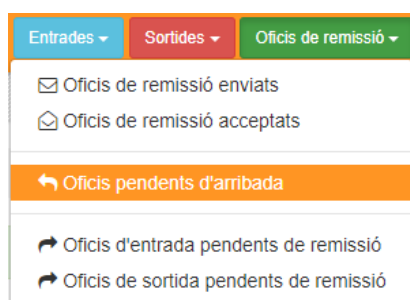 Entrades Sortides Oficis de remissió
Oficis de remissió enviats
Oficis de remissió acceptats
Oficis pendents d'arribada
Oficis d'entrada pendents de remissió
Oficis de sortida pendents de remissió